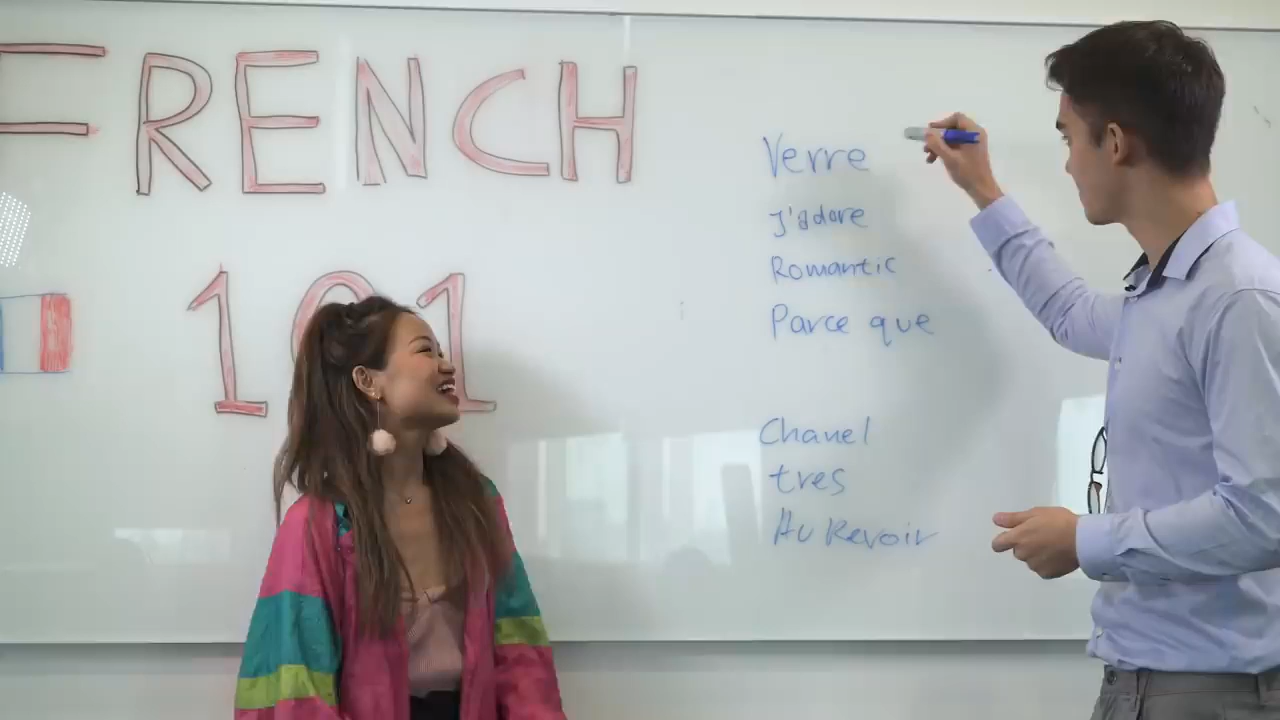 FRENCH
101
Verre
J'adore
Romantic
Parce que
Chanel
tres
Au Revoir